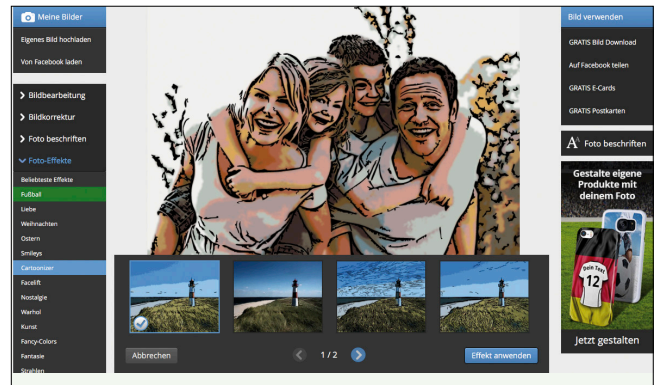 Meine Bilder
Eigenes Bild hochladen
Von Facebook laden
Bildbearbeitung
Bildkorrektur
Foto beschriften
Foto-Effekte
Beliebteste Effekte
Fußball
Liebe
Weihnachten
Ostern
Smileys
Cartoonizer
Facelift
Nostalgie
Warhol
Kunst
Fancy-Colors
Fantasie
Strahlen
Abbrechen
1 / 2
Effekt anwenden
Bild verwenden
GRATIS Bild Download
Auf Facebook teilen
GRATIS E-Cards
GRATIS Postkarten
AA Foto beschriften
Gestalte eigene
Produkte mit
deinem Foto
Dein Text
12
Jetzt gestalten